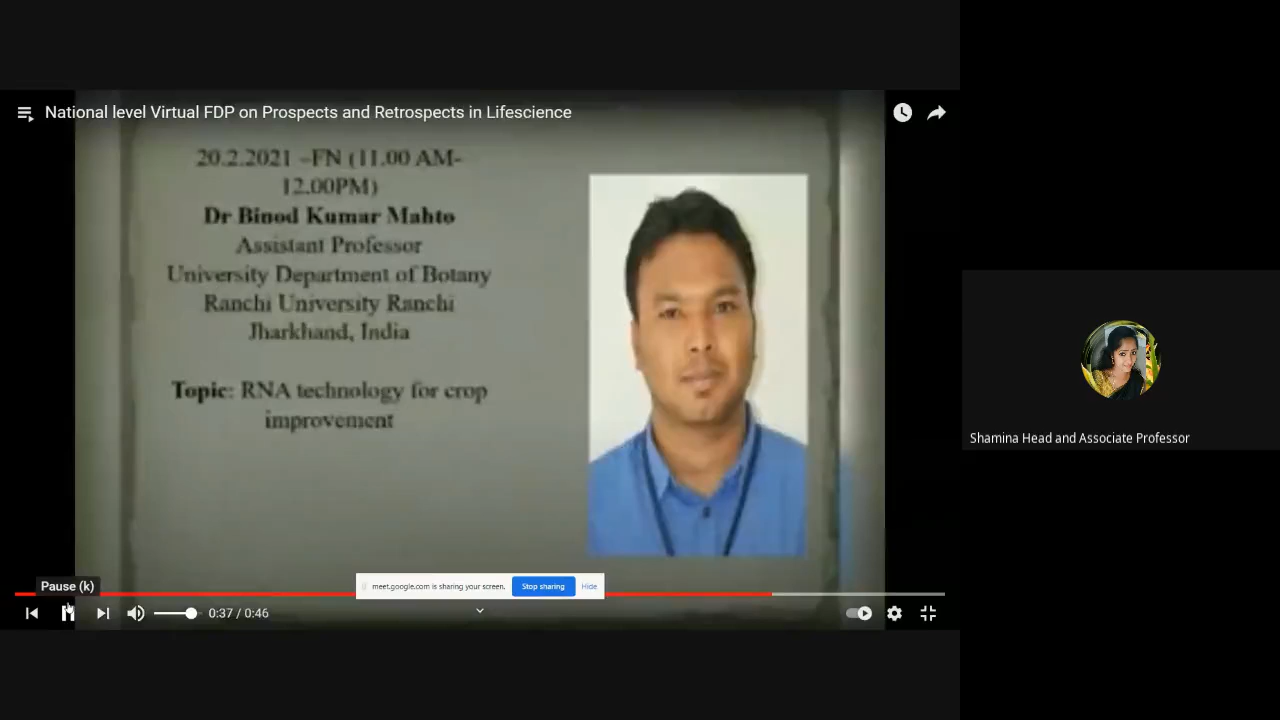 National level Virtual FDP on Prospects and Retrospects in Lifescience
20.2.2021 –FN (11.00 AM-
12.00PM)
Dr Binod Kumar Mahto
Assistant Professor
University Department of Botany
Ranchi University Ranchi
Jharkhand, India
Topic: RNA technology for crop
improvement
Shamina Head and Associate Professor
Pause (k)
meet.google.com is sharing your screen.
Stop sharing
Hide
0:37 / 0:46